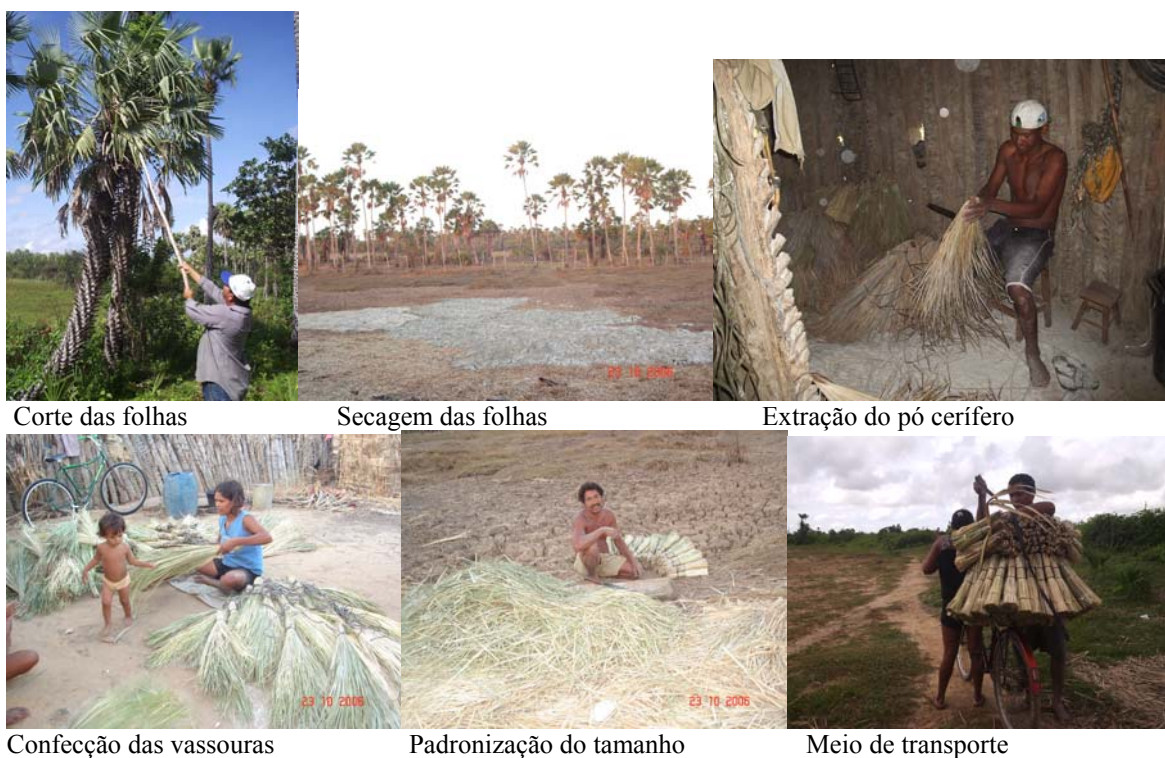 23 10 2006
Corte das folhas
Secagem das folhas
Extração do pó cerífero
23 10 2006
23 10 2006
Confecção das vassouras
Padronização do tamanho
Meio de transporte